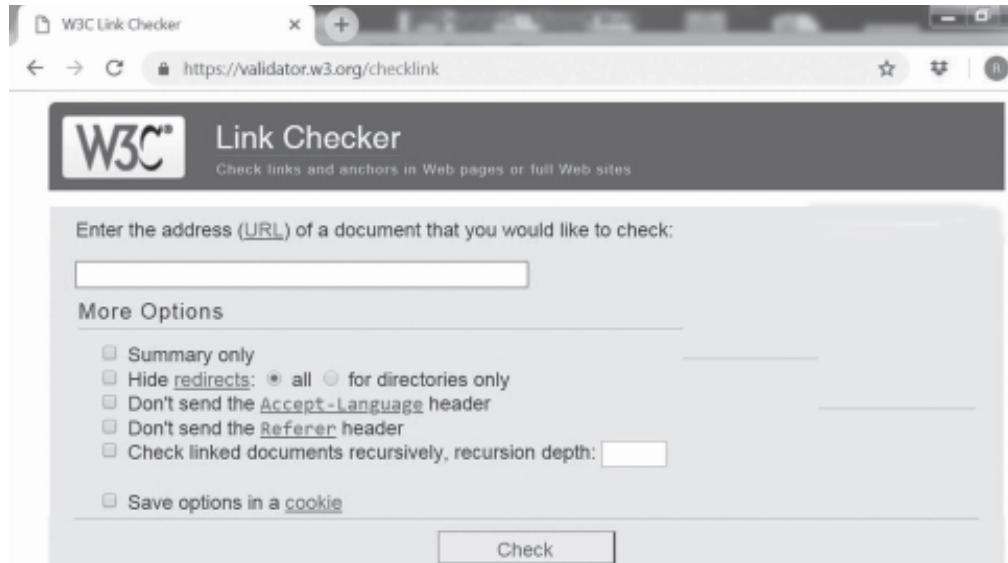 W3C Link Checker
https://validator.w3.org/checklink
R
W3C®
Link Checker
Check links and anchors in Web pages or full Web sites
Enter the address (URL) of a document that you would like to check:
More Options
Summary only
Hide redirects: all for directories only
Don't send the Accept-Language header
Don't send the Referer header
Check linked documents recursively, recursion depth:
Save options in a cookie
Check